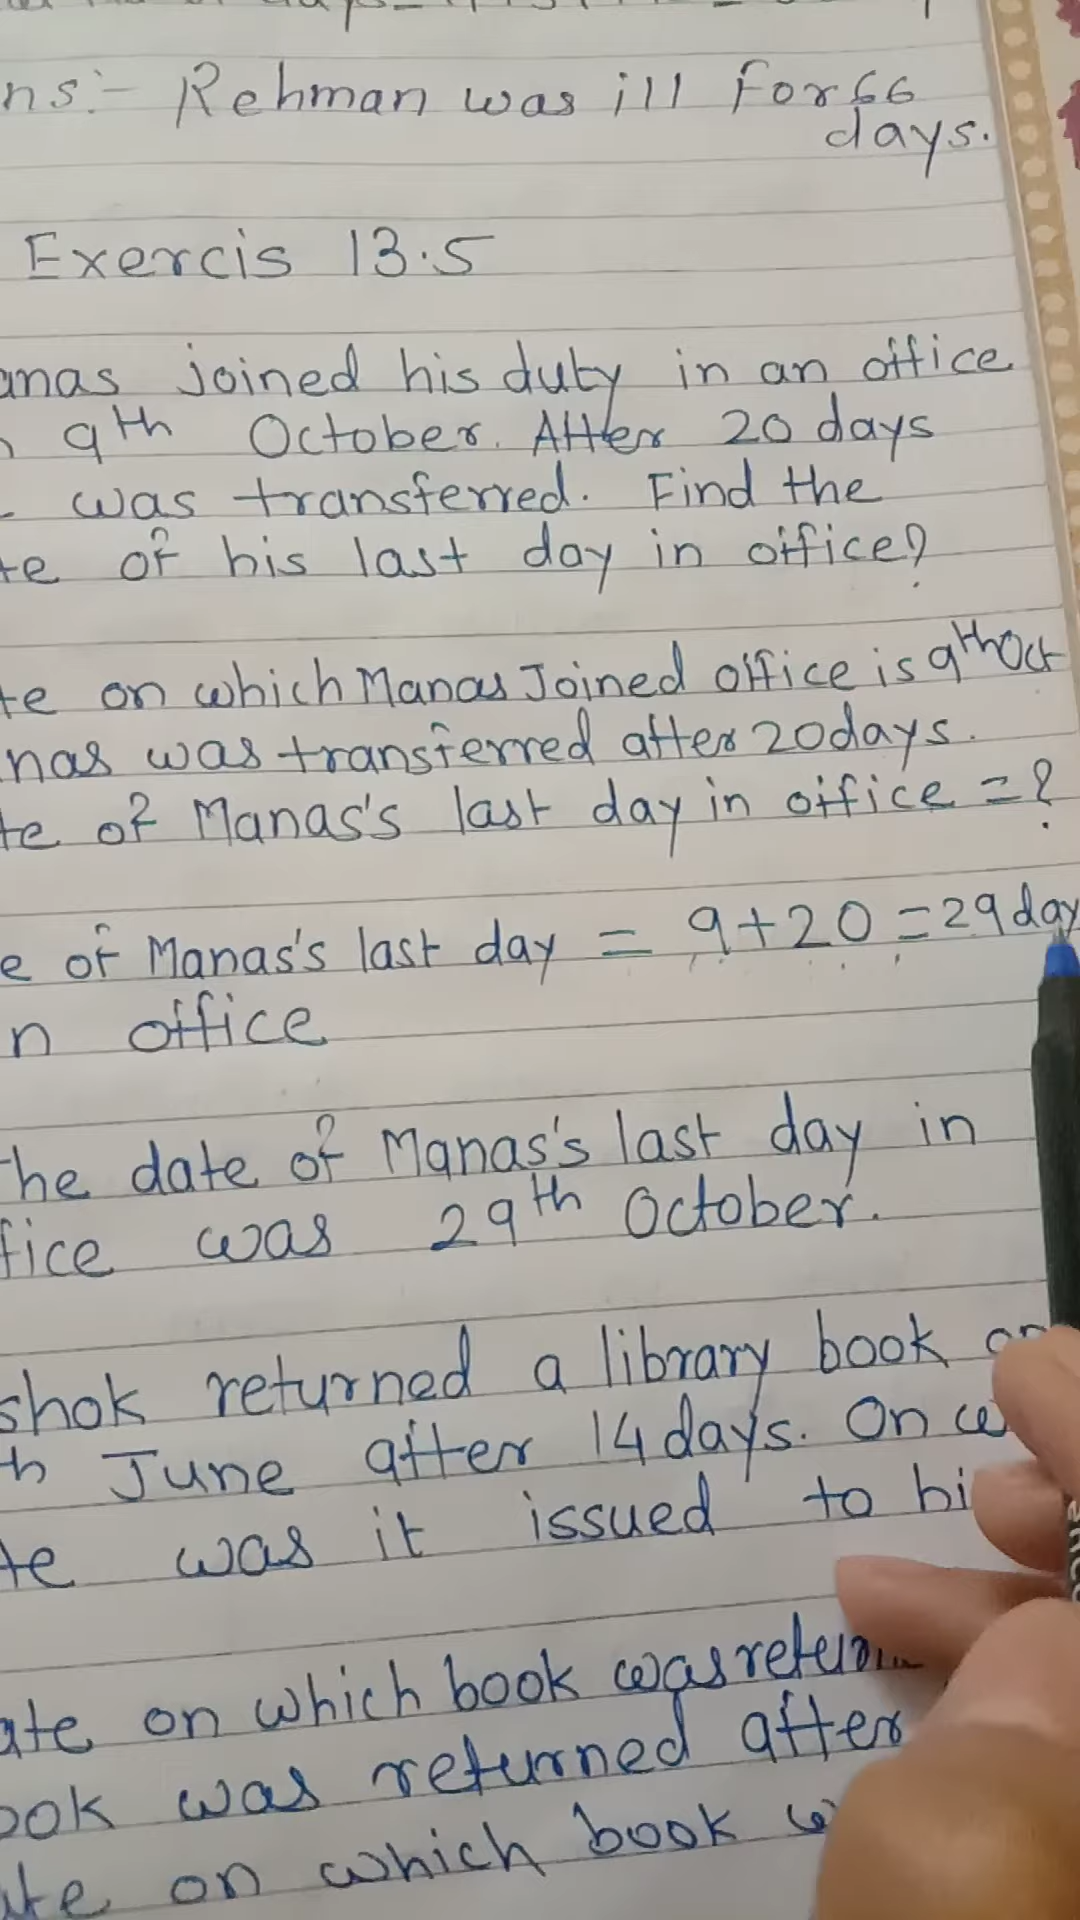 ns:- Rehman was ill For 66
days.
Exercis 13.5
anas joined his duty in an office
9th October. After 20 days
was transferred. Find the
te of his last day in office?
te on which Manas Joined office is 9th Oct
nas was transferred after 20 days.
te of Manas's last day in office = ?
e of Manas's last day = 9+20 = 29 day
n office
he date of Manas's last day in
fice was 29th October.
shok returned a library book on
th June after 14 days. On w
te was it issued to hi
ate on which book was return
ook was returned after
ate on which book w